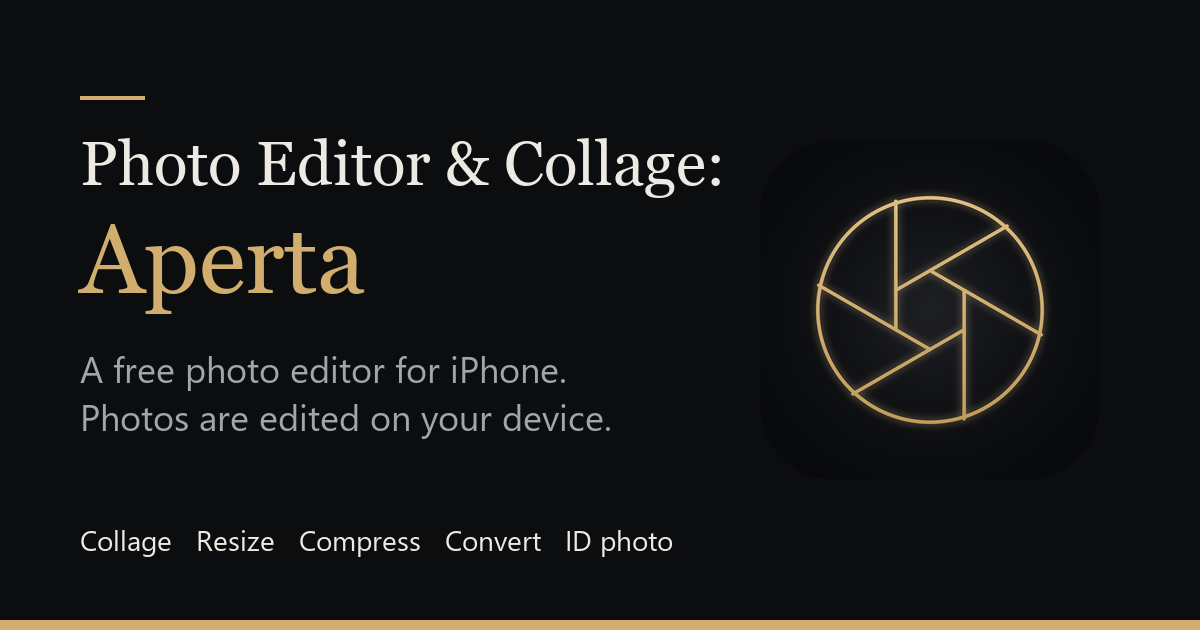 Photo Editor & Collage:
Aperta
A free photo editor for iPhone.
Photos are edited on your device.
Collage Resize Compress Convert ID photo